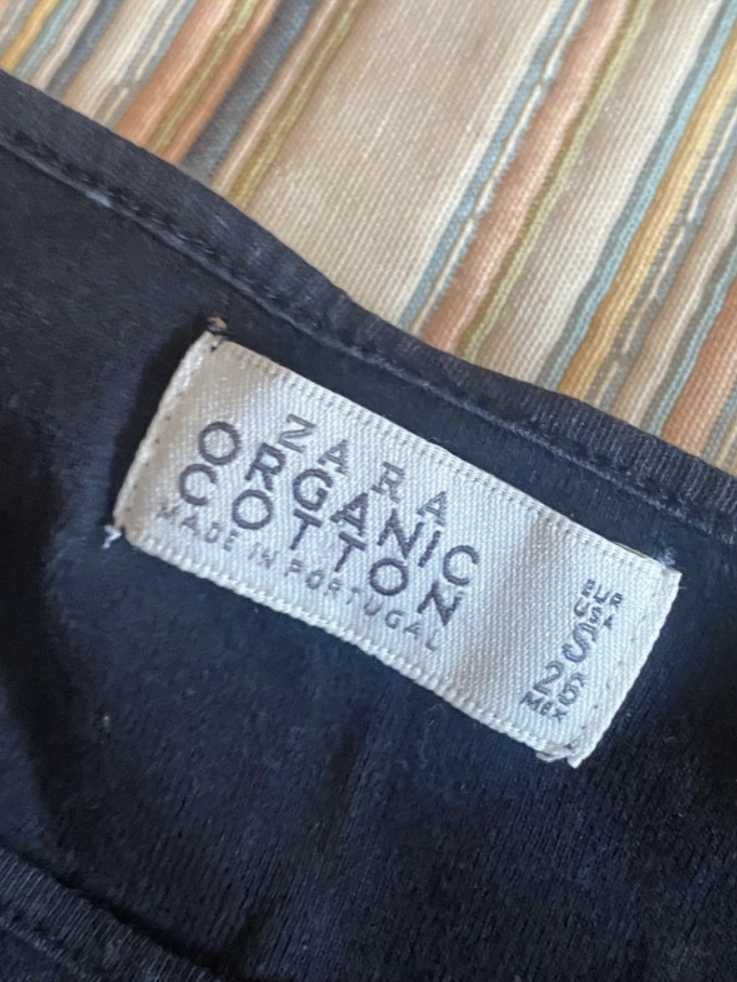 ZARA
ORGANIC
COTTON
MADE IN PORTUGAL
EUR
USA
S
26
MEX